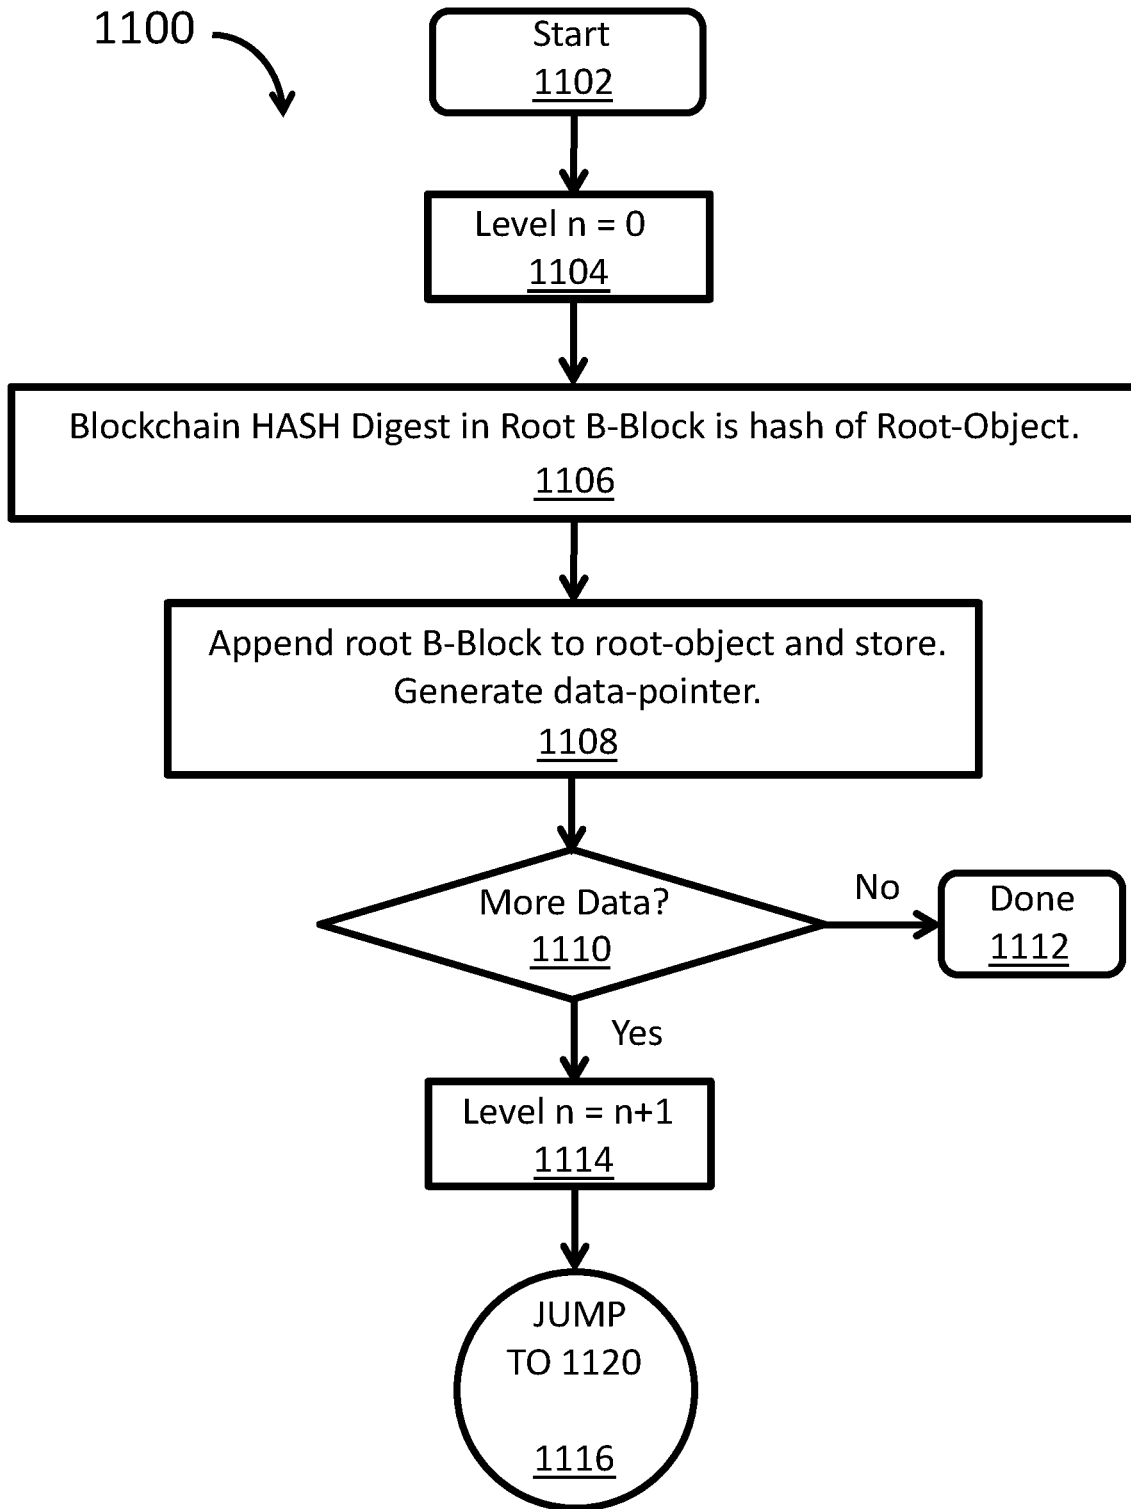 1100
Start
1102
Level n = 0
1104
Blockchain HASH Digest in Root B-Block is hash of Root-Object.
1106
Append root B-Block to root-object and store.
Generate data-pointer.
1108
More Data?
1110
No
Done
1112
Yes
Level n = n+1
1114
JUMP
TO 1120
1116